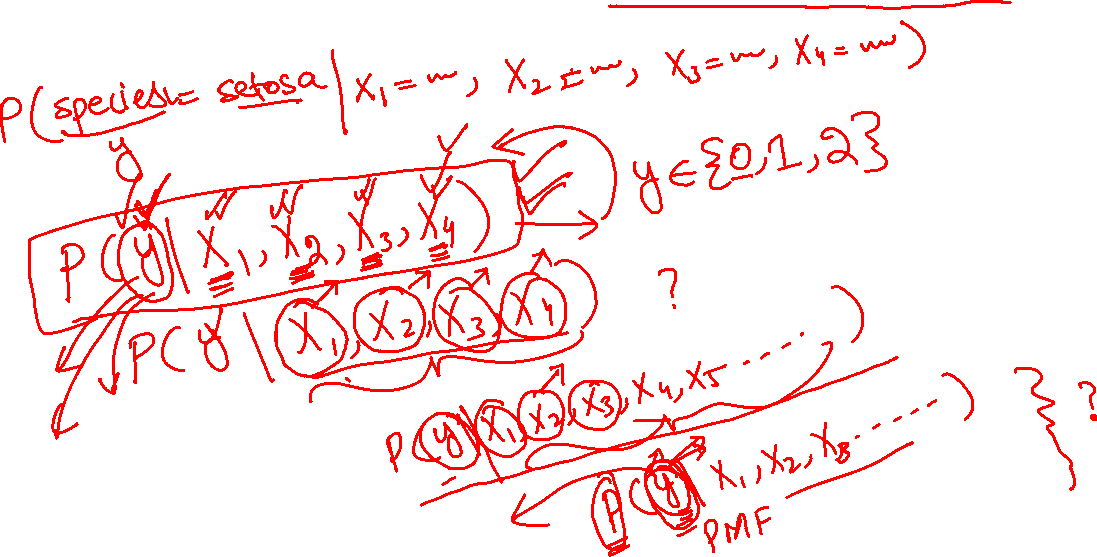 P(species = setosa | X₁ = ~, X₂ = ~, X₃ = ~, X₄ = ~)
y
y ∈ {0, 1, 2}
P(y | X₁, X₂, X₃, X₄)
P(y | X₁, X₂, X₃, X₄) ?
P(y | X₁, X₂, X₃, X₄, X₅ ------ )
P(y X₁, X₂, X₃ ------ ) } ?
PMF